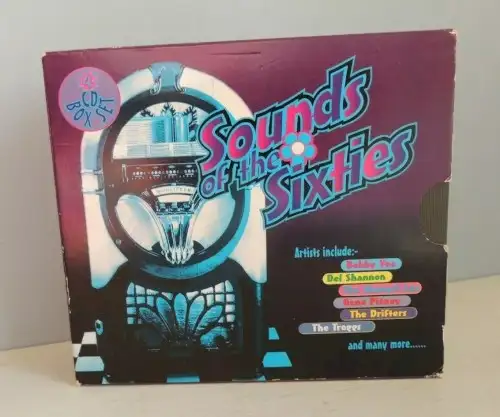 CD
BOX SET
Sounds
of the
Sixties
Artists include:-
Bobby Vee
Del Shannon
Gene Pitney
The Drifters
The Troggs
and many more......